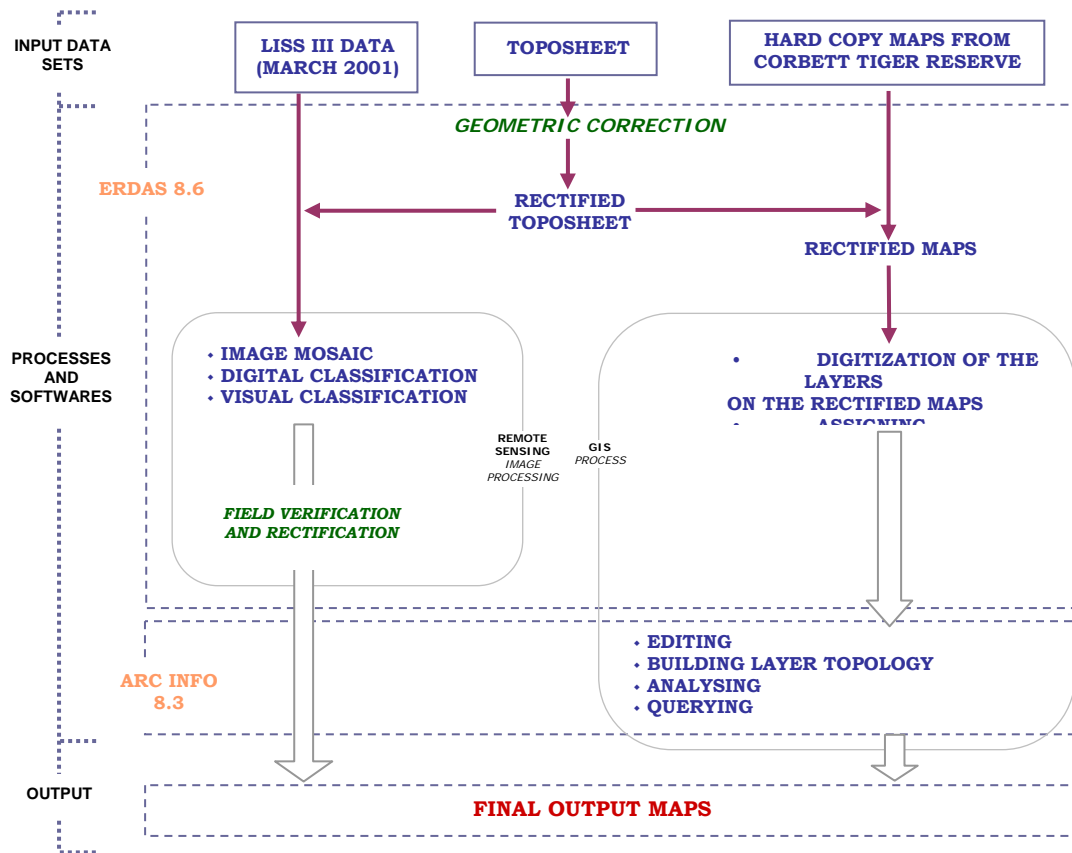 INPUT DATA
SETS
LISS III DATA
(MARCH 2001)
TOPOSHEET
HARD COPY MAPS FROM
CORBETT TIGER RESERVE
GEOMETRIC CORRECTION
ERDAS 8.6
RECTIFIED
TOPOSHEET
RECTIFIED MAPS
PROCESSES
AND
SOFTWARES
• IMAGE MOSAIC
• DIGITAL CLASSIFICATION
• VISUAL CLASSIFICATION
• DIGITIZATION OF THE
LAYERS
ON THE RECTIFIED MAPS
• ASSIGNING
REMOTE
SENSING
IMAGE
PROCESSING
GIS
PROCESS
FIELD VERIFICATION
AND RECTIFICATION
ARC INFO
8.3
• EDITING
• BUILDING LAYER TOPOLOGY
• ANALYSING
• QUERYING
OUTPUT
FINAL OUTPUT MAPS